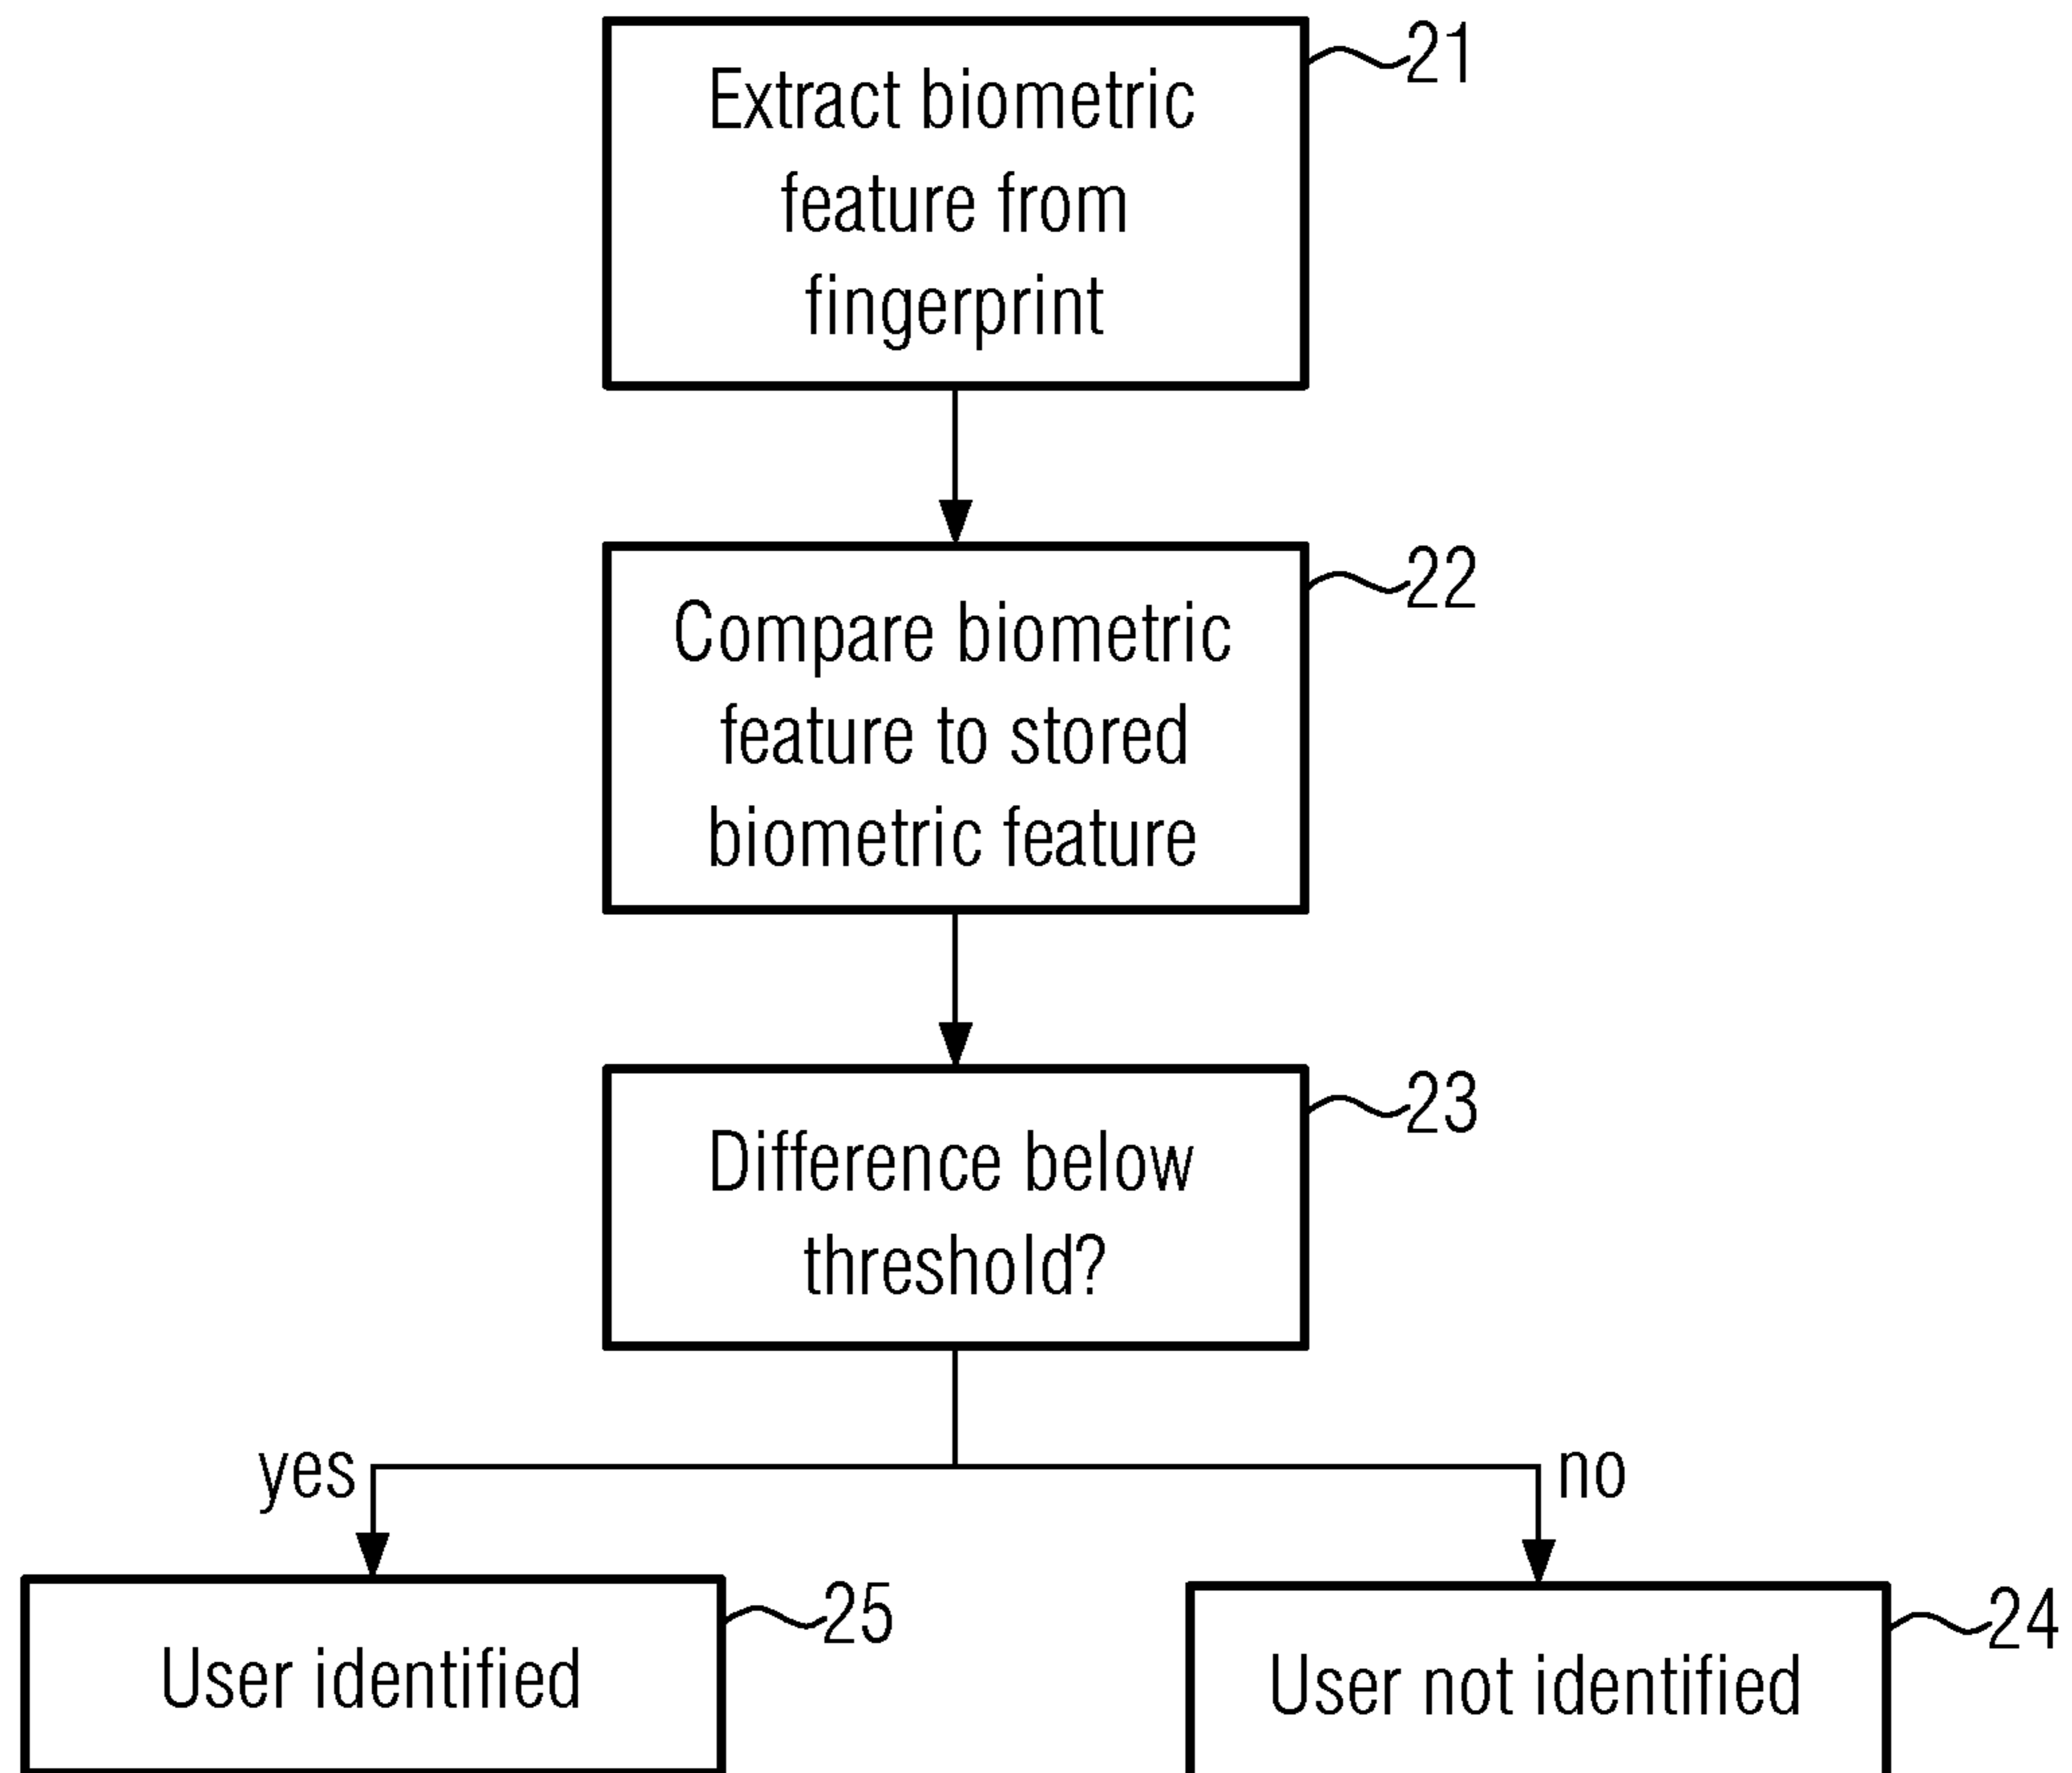 Extract biometric
feature from
fingerprint
21
Compare biometric
feature to stored
biometric feature
22
Difference below
threshold?
23
yes
no
User identified
25
User not identified
24